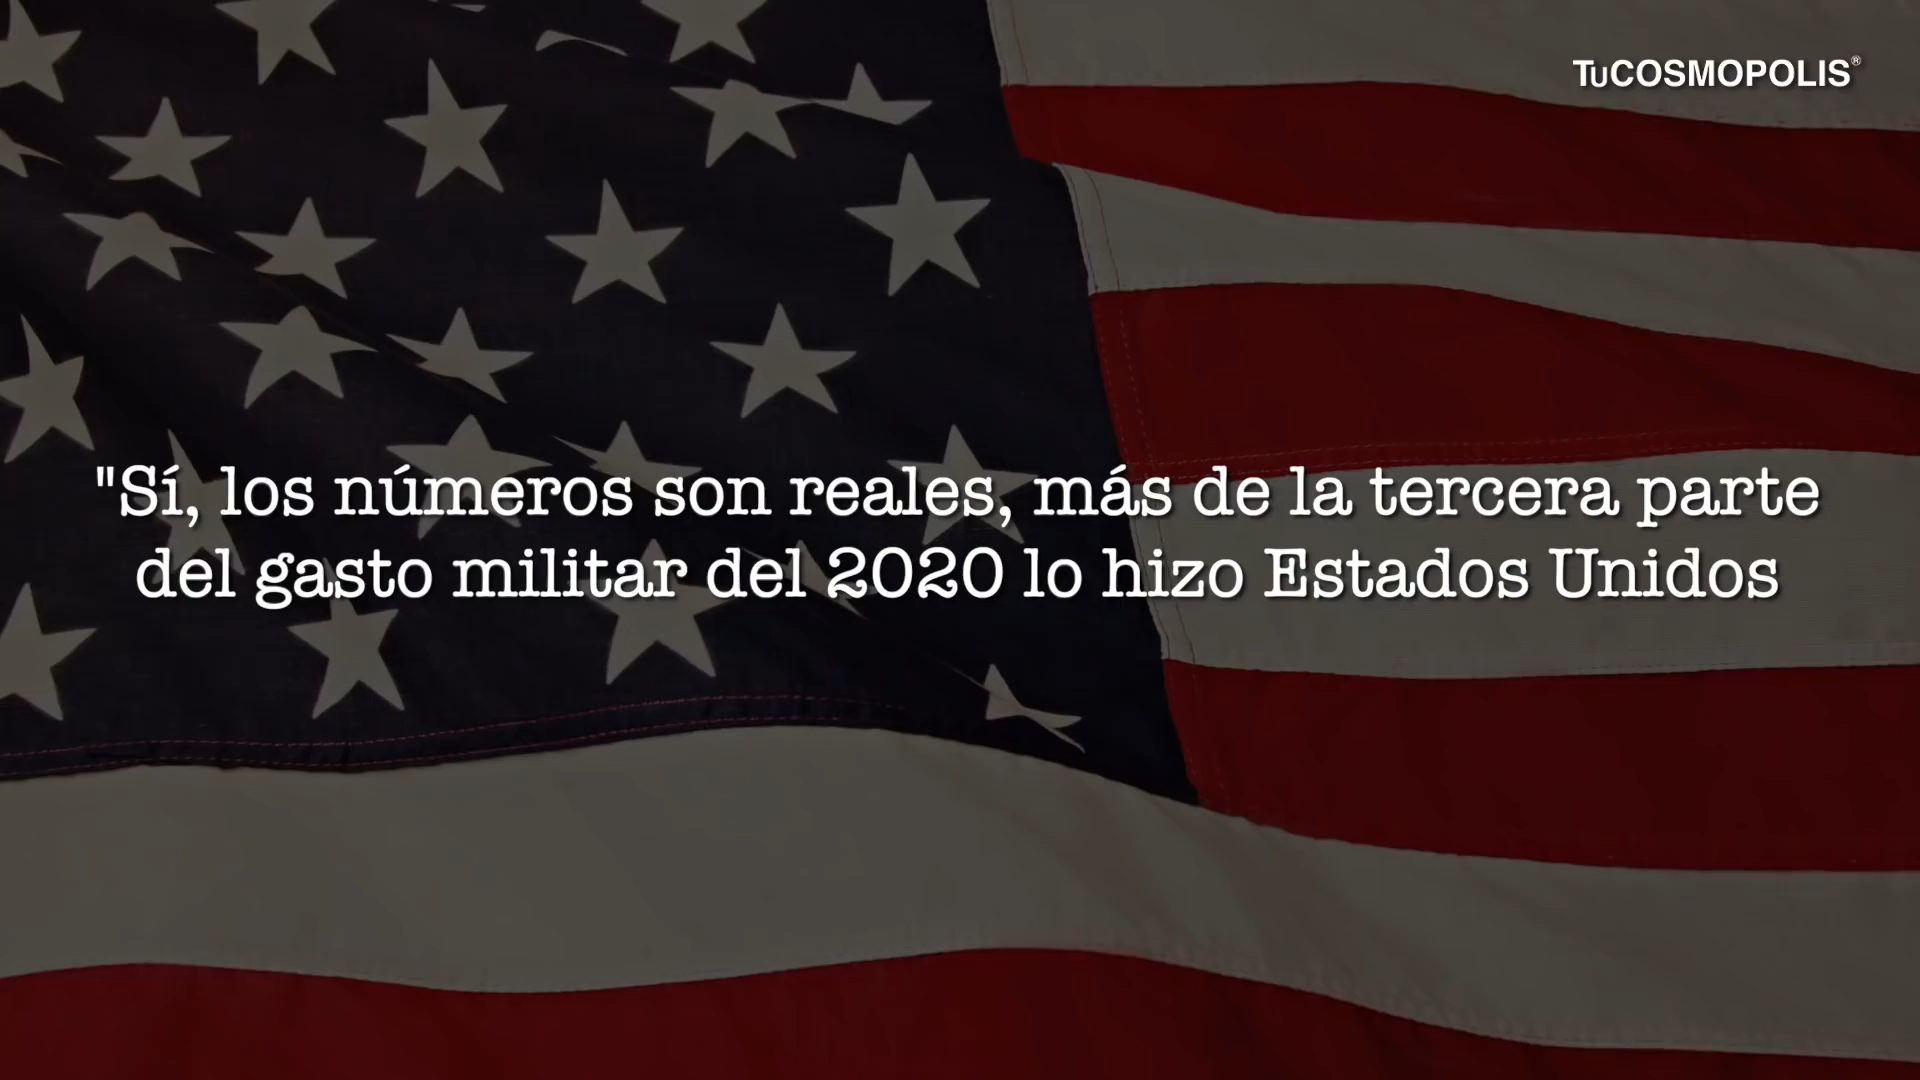 TuCOSMOPOLIS®
"Sí, los números son reales, más de la tercera parte
del gasto militar del 2020 lo hizo Estados Unidos